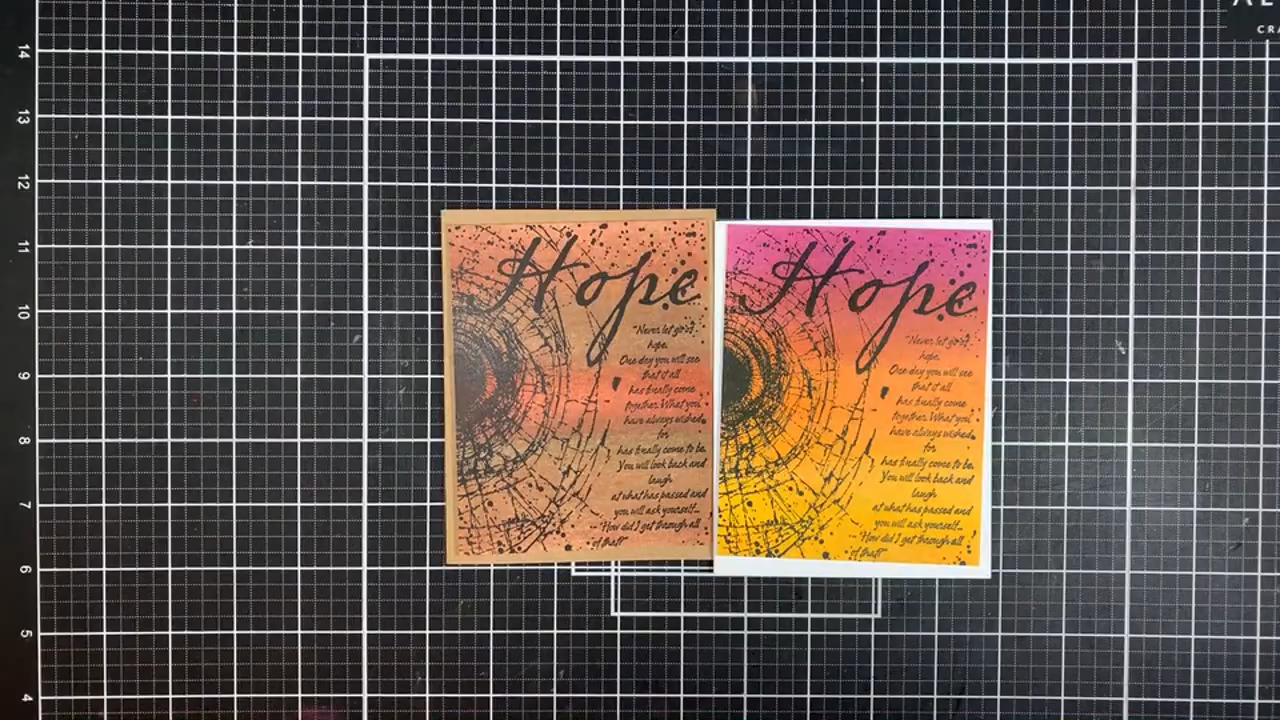 AL
CRA
14
13
12
11
10
9
8
7
6
5
4
Hope
"Never let go of
hope.
One day you will see
that it all
has finally come
together. What you
have always wished
for
has finally come to be.
You will look back and
laugh
at what has passed and
you will ask yourself...
"How did I get through all
of that?"
Hope
"Never let go of
hope.
One day you will see
that it all
has finally come
together. What you
have always wished
for
has finally come to be.
You will look back and
laugh
at what has passed and
you will ask yourself...
"How did I get through all
of that?"